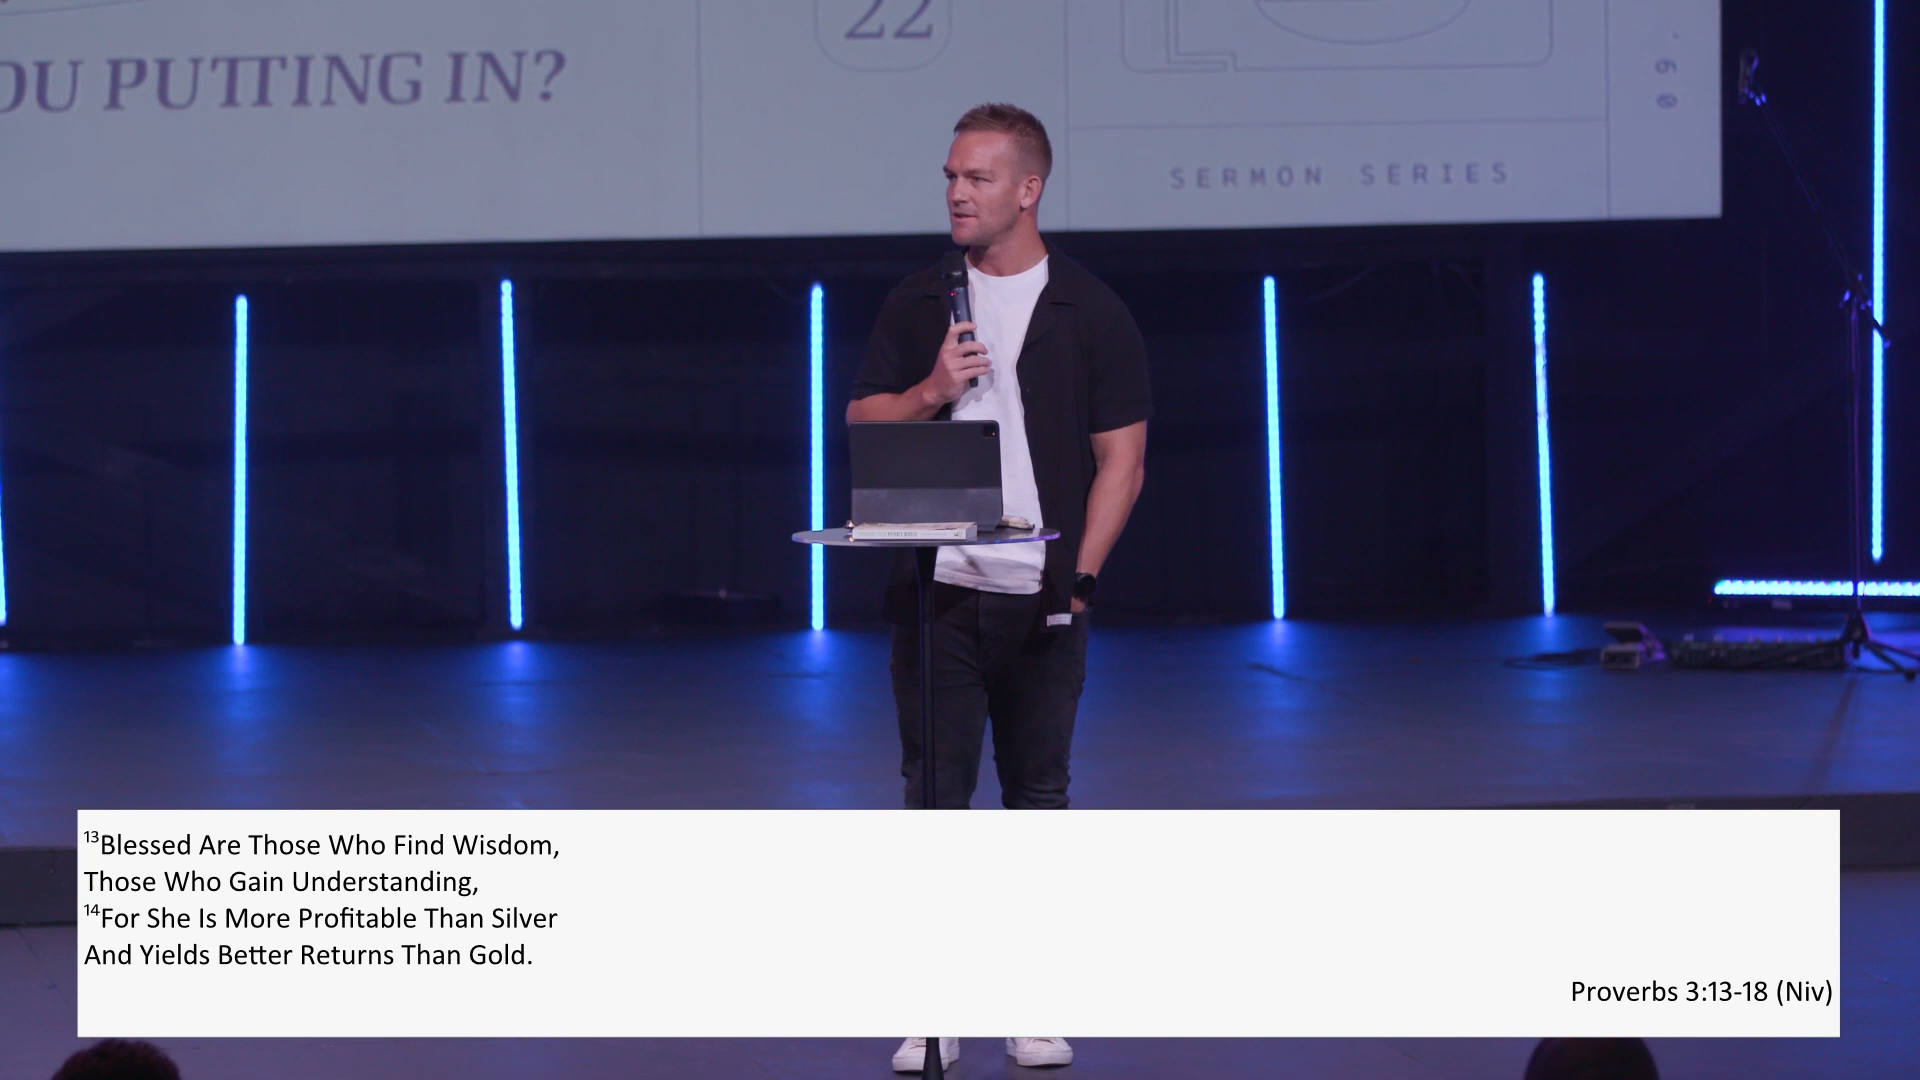 OU PUTTING IN?
22
SERMON SERIES
¹³Blessed Are Those Who Find Wisdom,
Those Who Gain Understanding,
¹⁴For She Is More Profitable Than Silver
And Yields Better Returns Than Gold.
Proverbs 3:13-18 (Niv)